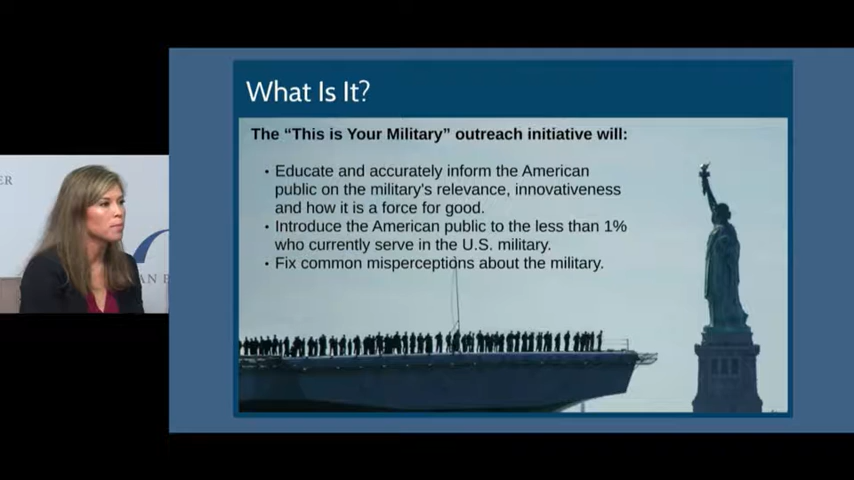 What Is It?
The “This is Your Military” outreach initiative will:
• Educate and accurately inform the American
public on the military's relevance, innovativeness
and how it is a force for good.
• Introduce the American public to the less than 1%
who currently serve in the U.S. military.
• Fix common misperceptions about the military.
ER
AN B